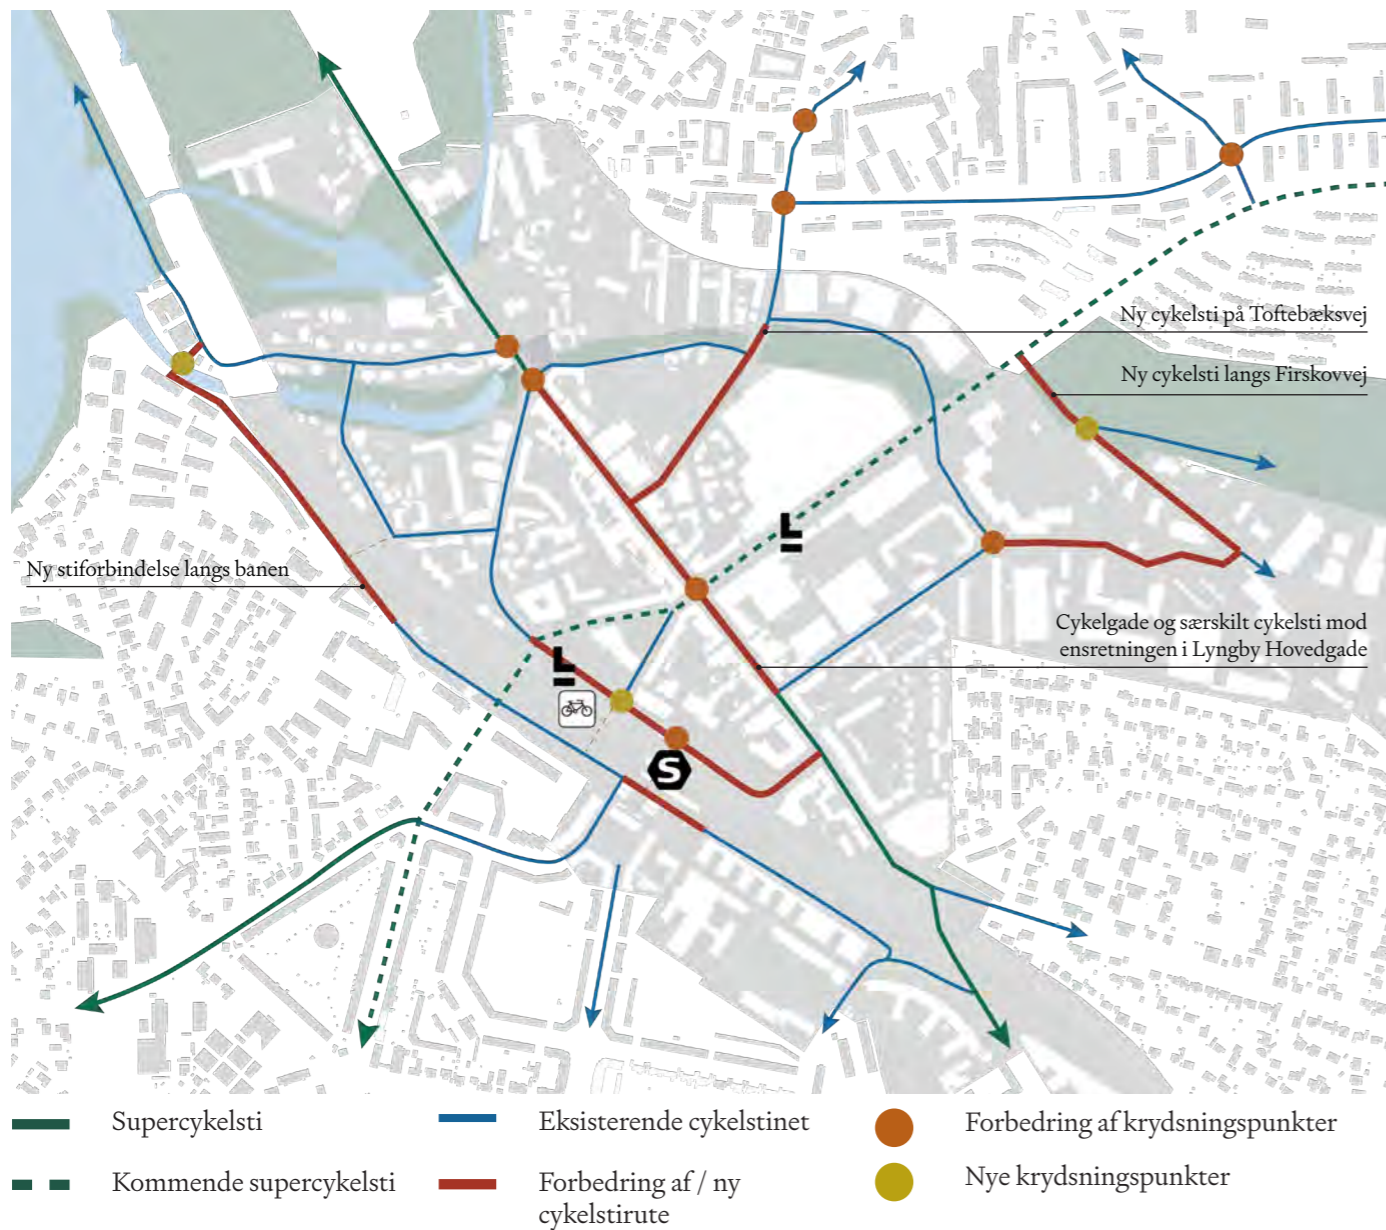 Ny cykelsti på Toftebæksvej
Ny cykelsti langs Firskovvej
L
Ny stiforbindelse langs banen
Cykelgade og særskilt cykelsti mod
ensretningen i Lyngby Hovedgade
L
S
Supercykelsti
Eksisterende cykelstinet
Forbedring af krydsningspunkter
Kommende supercykelsti
Forbedring af / ny
cykelstirute
Nye krydsningspunkter